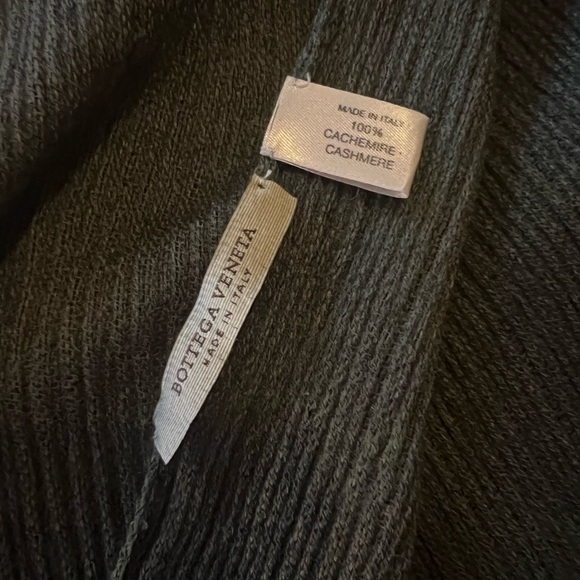 MADE IN ITALY
100%
CACHEMIRE ·
CASHMERE
BOTTEGA VENETA
MADE IN ITALY